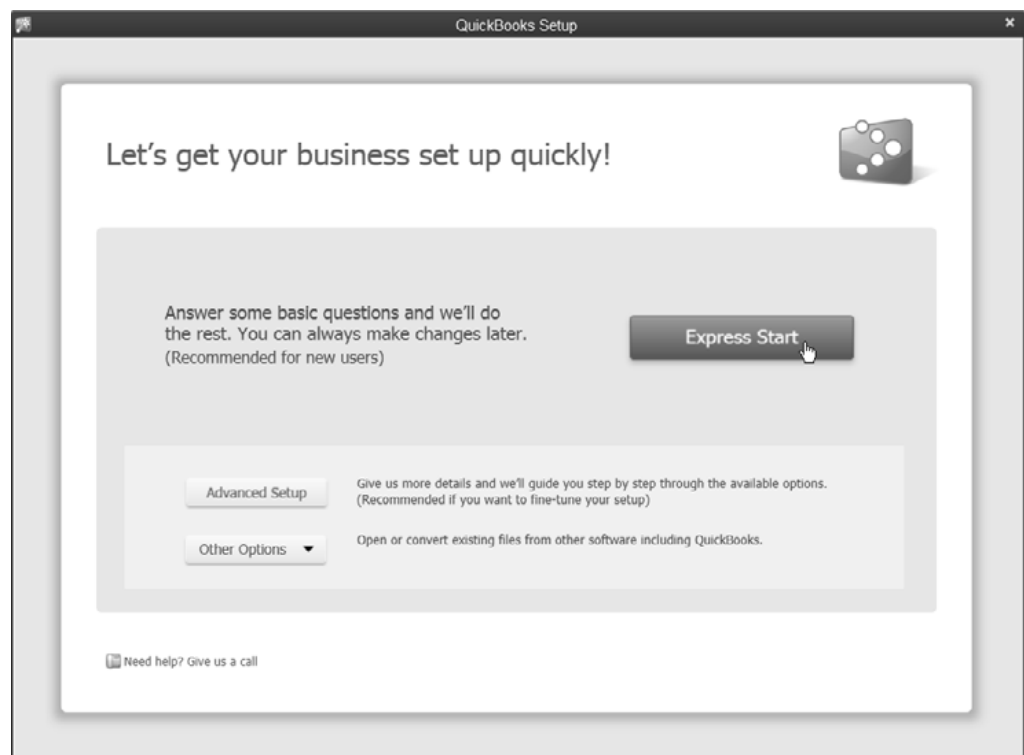 QuickBooks Setup
Let's get your business set up quickly!
Answer some basic questions and we'll do
the rest. You can always make changes later.
(Recommended for new users)
Express Start
Advanced Setup
Give us more details and we'll guide you step by step through the available options.
(Recommended if you want to fine-tune your setup)
Other Options
Open or convert existing files from other software including QuickBooks.
Need help? Give us a call